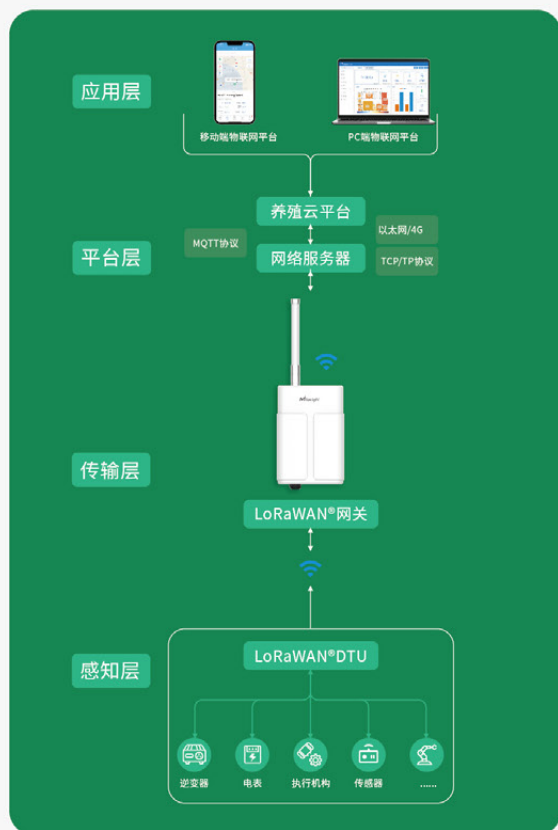 应用层
移动端物联网平台
PC端物联网平台
养殖云平台
以太网/4G
MQTT协议
平台层
网络服务器
TCP/TP协议
传输层
LoRaWAN®网关
感知层
LoRaWAN®DTU
逆变器
电表
执行机构
传感器
......